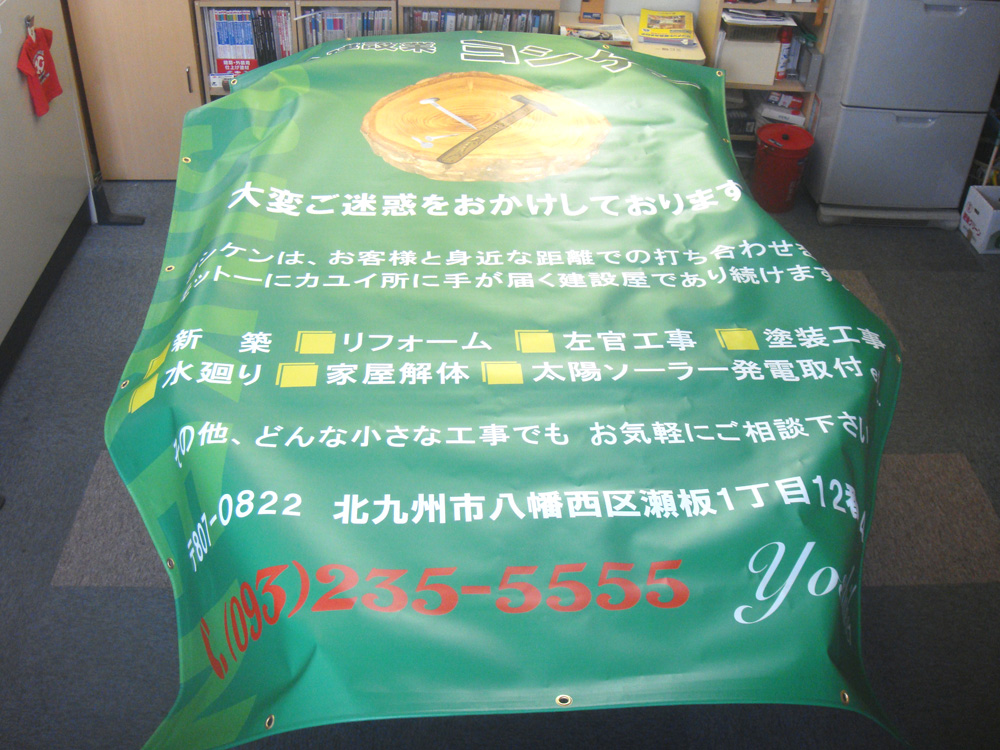 建設業 ヨシケン
大変ご迷惑をおかけしております
ヨシケンは、お客様と身近な距離での打ち合わせを
モットーにカユイ所に手が届く建設屋であり続けます。
新 築 リフォーム 左官工事 塗装工事
水廻り 家屋解体 太陽ソーラー発電取付
その他、どんな小さな工事でも お気軽にご相談下さい
〒807-0822 北九州市八幡西区瀬板1丁目12番
(093)235-5555 Yos